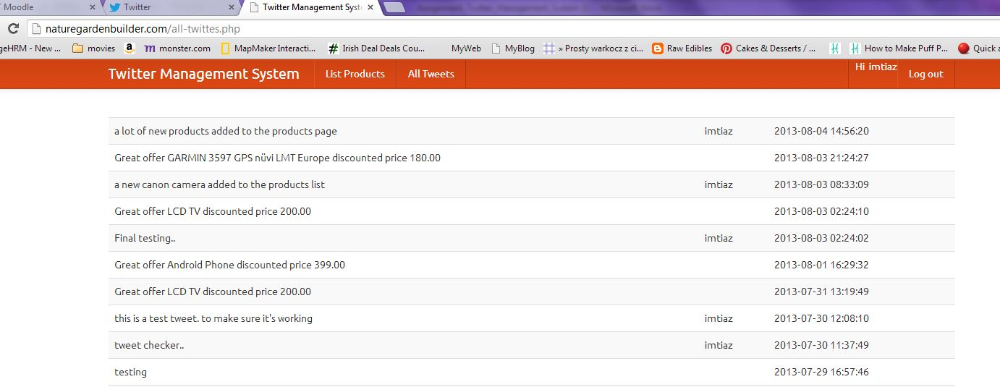 T Moodle Twitter Twitter Management Syst
naturegardenbuilder.com/all-twittes.php
geHRM - New ... movies monster.com MapMaker Interacti... Irish Deal Deals Cou... MyWeb MyBlog » Prosty warkocz z ci... Raw Edibles Cakes & Desserts / ... How to Make Puff P... Quick a
Twitter Management System List Products All Tweets Hi imtiaz Log out
a lot of new products added to the products page imtiaz 2013-08-04 14:56:20
Great offer GARMIN 3597 GPS nüvi LMT Europe discounted price 180.00 2013-08-03 21:24:27
a new canon camera added to the products list imtiaz 2013-08-03 08:33:09
Great offer LCD TV discounted price 200.00 2013-08-03 02:24:10
Final testing.. imtiaz 2013-08-03 02:24:02
Great offer Android Phone discounted price 399.00 2013-08-01 16:29:32
Great offer LCD TV discounted price 200.00 2013-07-31 13:19:49
this is a test tweet. to make sure it's working imtiaz 2013-07-30 12:08:10
tweet checker.. imtiaz 2013-07-30 11:37:49
testing 2013-07-29 16:57:46